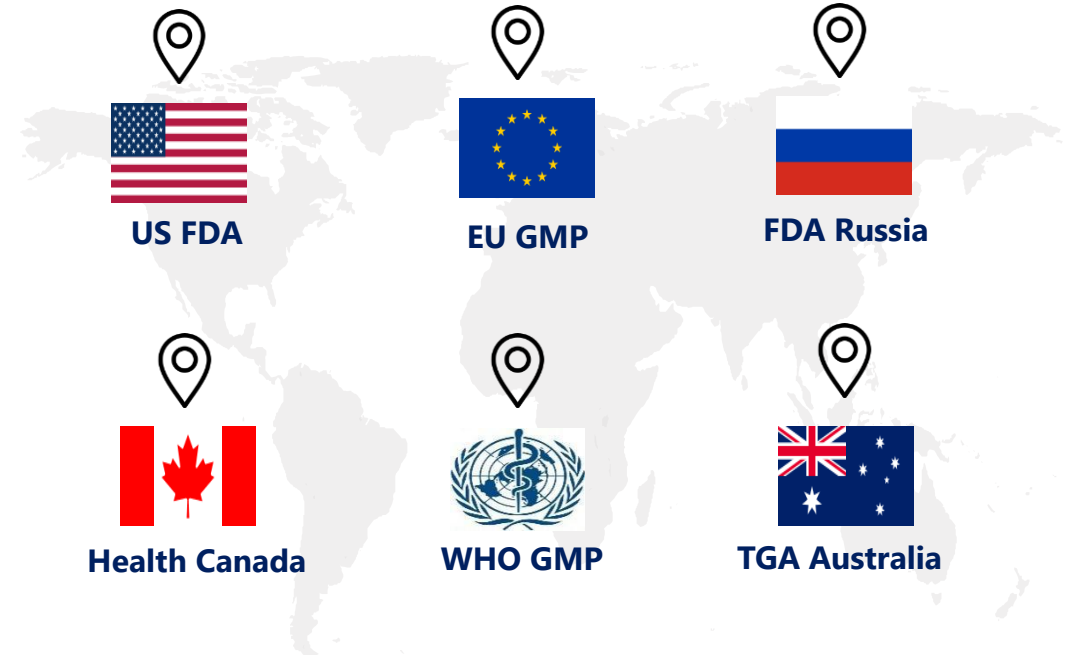 US FDA
EU GMP
FDA Russia
Health Canada
WHO GMP
TGA Australia